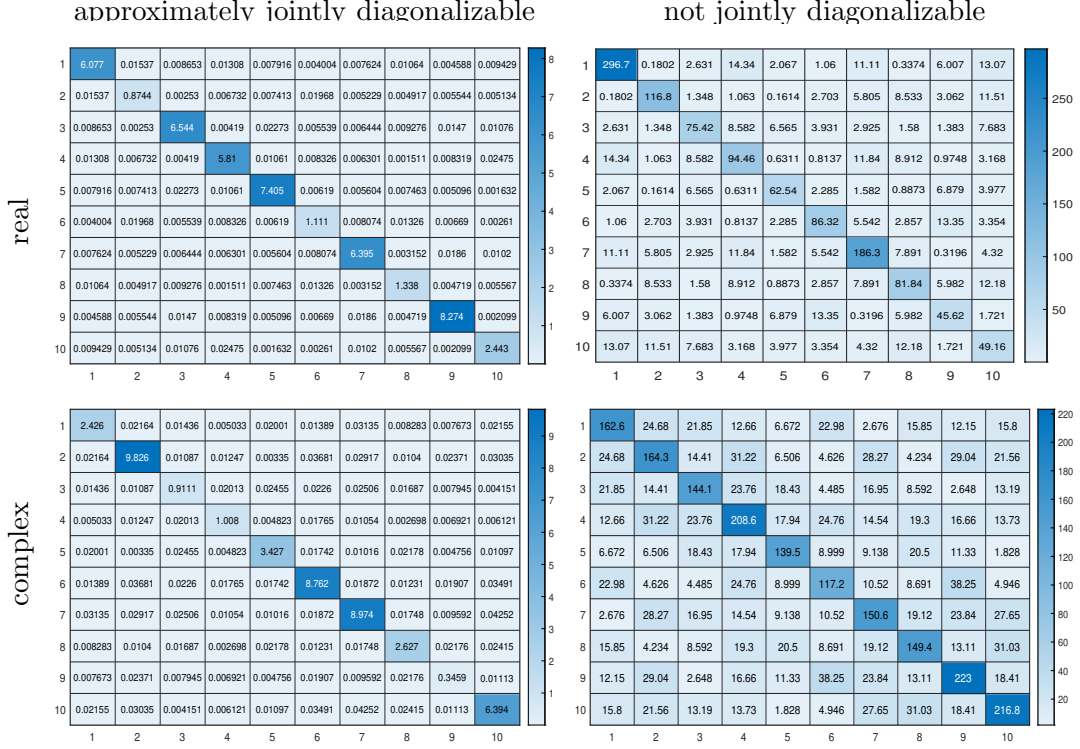 approximately jointly diagonalizable
not jointly diagonalizable
real
1 6.077 0.01537 0.008653 0.01308 0.007916 0.004004 0.007624 0.01064 0.004588 0.009429
2 0.01537 0.8744 0.00253 0.006732 0.007413 0.01968 0.005229 0.004917 0.005544 0.005134
3 0.008653 0.00253 6.544 0.00419 0.02273 0.005539 0.006444 0.009276 0.0147 0.01076
4 0.01308 0.006732 0.00419 5.81 0.01061 0.008326 0.006301 0.001511 0.008319 0.02475
5 0.007916 0.007413 0.02273 0.01061 7.405 0.00619 0.005604 0.007463 0.005096 0.001632
6 0.004004 0.01968 0.005539 0.008326 0.00619 1.111 0.008074 0.01326 0.00669 0.00261
7 0.007624 0.005229 0.006444 0.006301 0.005604 0.008074 6.395 0.003152 0.0186 0.0102
8 0.01064 0.004917 0.009276 0.001511 0.007463 0.01326 0.003152 1.338 0.004719 0.005567
9 0.004588 0.005544 0.0147 0.008319 0.005096 0.00669 0.0186 0.004719 8.274 0.002099
10 0.009429 0.005134 0.01076 0.02475 0.001632 0.00261 0.0102 0.005567 0.002099 2.443
1 2 3 4 5 6 7 8 9 10
8
7
6
5
4
3
2
1
1 296.7 0.1802 2.631 14.34 2.067 1.06 11.11 0.3374 6.007 13.07
2 0.1802 116.8 1.348 1.063 0.1614 2.703 5.805 8.533 3.062 11.51
3 2.631 1.348 75.42 8.582 6.565 3.931 2.925 1.58 1.383 7.683
4 14.34 1.063 8.582 94.46 0.6311 0.8137 11.84 8.912 0.9748 3.168
5 2.067 0.1614 6.565 0.6311 62.54 2.285 1.582 0.8873 6.879 3.977
6 1.06 2.703 3.931 0.8137 2.285 86.32 5.542 2.857 13.35 3.354
7 11.11 5.805 2.925 11.84 1.582 5.542 186.3 7.891 0.3196 4.32
8 0.3374 8.533 1.58 8.912 0.8873 2.857 7.891 81.84 5.982 12.18
9 6.007 3.062 1.383 0.9748 6.879 13.35 0.3196 5.982 45.62 1.721
10 13.07 11.51 7.683 3.168 3.977 3.354 4.32 12.18 1.721 49.16
1 2 3 4 5 6 7 8 9 10
250
200
150
100
50
complex
1 2.426 0.02164 0.01436 0.005033 0.02001 0.01389 0.03135 0.008283 0.007673 0.02155
2 0.02164 9.826 0.01087 0.01247 0.00335 0.03681 0.02917 0.0104 0.02371 0.03035
3 0.01436 0.01087 0.9111 0.02013 0.02455 0.0226 0.02506 0.01687 0.007945 0.004151
4 0.005033 0.01247 0.02013 1.008 0.004823 0.01765 0.01054 0.002698 0.006921 0.006121
5 0.02001 0.00335 0.02455 0.004823 3.427 0.01742 0.01016 0.02178 0.004756 0.01097
6 0.01389 0.03681 0.0226 0.01765 0.01742 8.762 0.01872 0.01231 0.01907 0.03491
7 0.03135 0.02917 0.02506 0.01054 0.01016 0.01872 8.974 0.01748 0.009592 0.04252
8 0.008283 0.0104 0.01687 0.002698 0.02178 0.01231 0.01748 2.627 0.02176 0.02415
9 0.007673 0.02371 0.007945 0.006921 0.004756 0.01907 0.009592 0.02176 0.3459 0.01113
10 0.02155 0.03035 0.004151 0.006121 0.01097 0.03491 0.04252 0.02415 0.01113 6.394
1 2 3 4 5 6 7 8 9 10
9
8
7
6
5
4
3
2
1
1 162.6 24.68 21.85 12.66 6.672 22.98 2.676 15.85 12.15 15.8
2 24.68 164.3 14.41 31.22 6.506 4.626 28.27 4.234 29.04 21.56
3 21.85 14.41 144.1 23.76 18.43 4.485 16.95 8.592 2.648 13.19
4 12.66 31.22 23.76 208.6 17.94 24.76 14.54 19.3 16.66 13.73
5 6.672 6.506 18.43 17.94 139.5 8.999 9.138 20.5 11.33 1.828
6 22.98 4.626 4.485 24.76 8.999 117.2 10.52 8.691 38.25 4.946
7 2.676 28.27 16.95 14.54 9.138 10.52 150.6 19.12 23.84 27.65
8 15.85 4.234 8.592 19.3 20.5 8.691 19.12 149.4 13.11 31.03
9 12.15 29.04 2.648 16.66 11.33 38.25 23.84 13.11 223 18.41
10 15.8 21.56 13.19 13.73 1.828 4.946 27.65 31.03 18.41 216.8
1 2 3 4 5 6 7 8 9 10
220
200
180
160
140
120
100
80
60
40
20